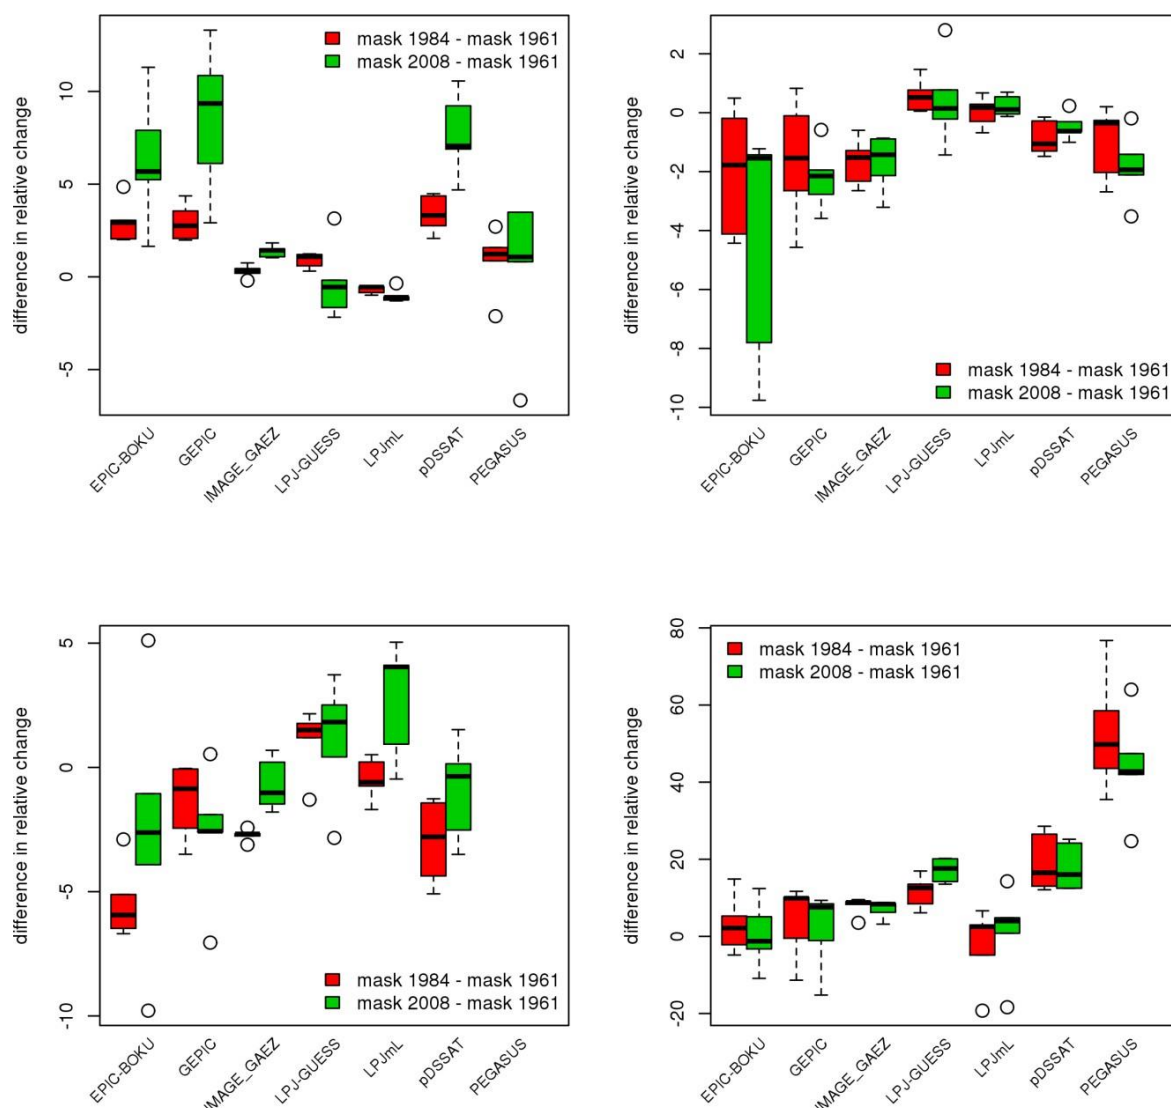 mask 1984 - mask 1961
mask 2008 - mask 1961
difference in relative change
10
5
0
-5
EPIC-BOKU
GEPIC
IMAGE_GAEZ
LPJ-GUESS
LPJmL
pDSSAT
PEGASUS
difference in relative change
2
0
-2
-4
-6
-8
-10
mask 1984 - mask 1961
mask 2008 - mask 1961
EPIC-BOKU
GEPIC
IMAGE_GAEZ
LPJ-GUESS
LPJmL
pDSSAT
PEGASUS
difference in relative change
5
0
-5
-10
mask 1984 - mask 1961
mask 2008 - mask 1961
EPIC-BOKU
GEPIC
IMAGE_GAEZ
LPJ-GUESS
LPJmL
pDSSAT
PEGASUS
mask 1984 - mask 1961
mask 2008 - mask 1961
difference in relative change
80
60
40
20
0
-20
EPIC-BOKU
GEPIC
IMAGE_GAEZ
LPJ-GUESS
LPJmL
pDSSAT
PEGASUS